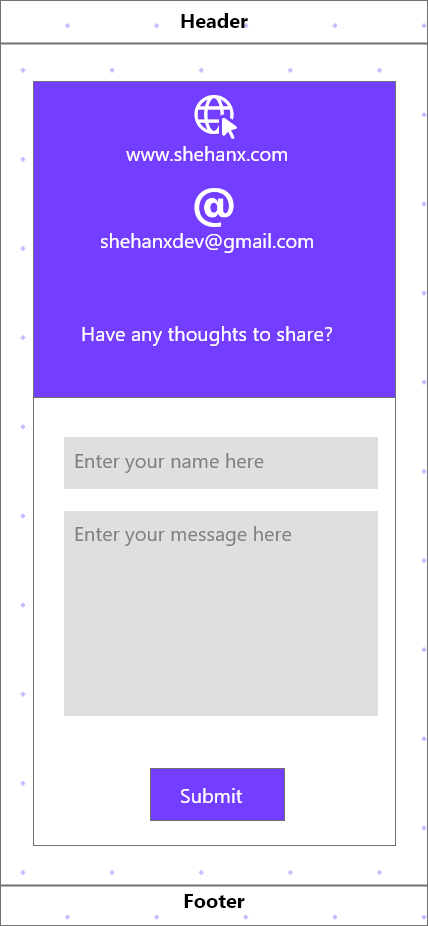 Header
www.shehanx.com
@
shehanxdev@gmail.com
Have any thoughts to share?
Enter your name here
Enter your message here
Submit
Footer